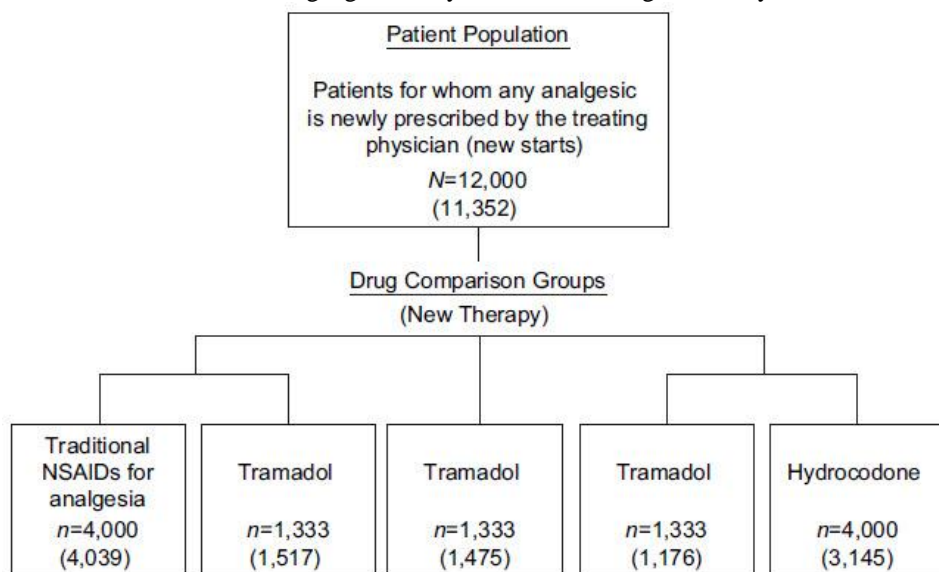 Patient Population
Patients for whom any analgesic
is newly prescribed by the treating
physician (new starts)
N=12,000
(11,352)
Drug Comparison Groups
(New Therapy)
Traditional
NSAIDs for
analgesia
n=4,000
(4,039)
Tramadol
n=1,333
(1,517)
Tramadol
n=1,333
(1,475)
Tramadol
n=1,333
(1,176)
Hydrocodone
n=4,000
(3,145)